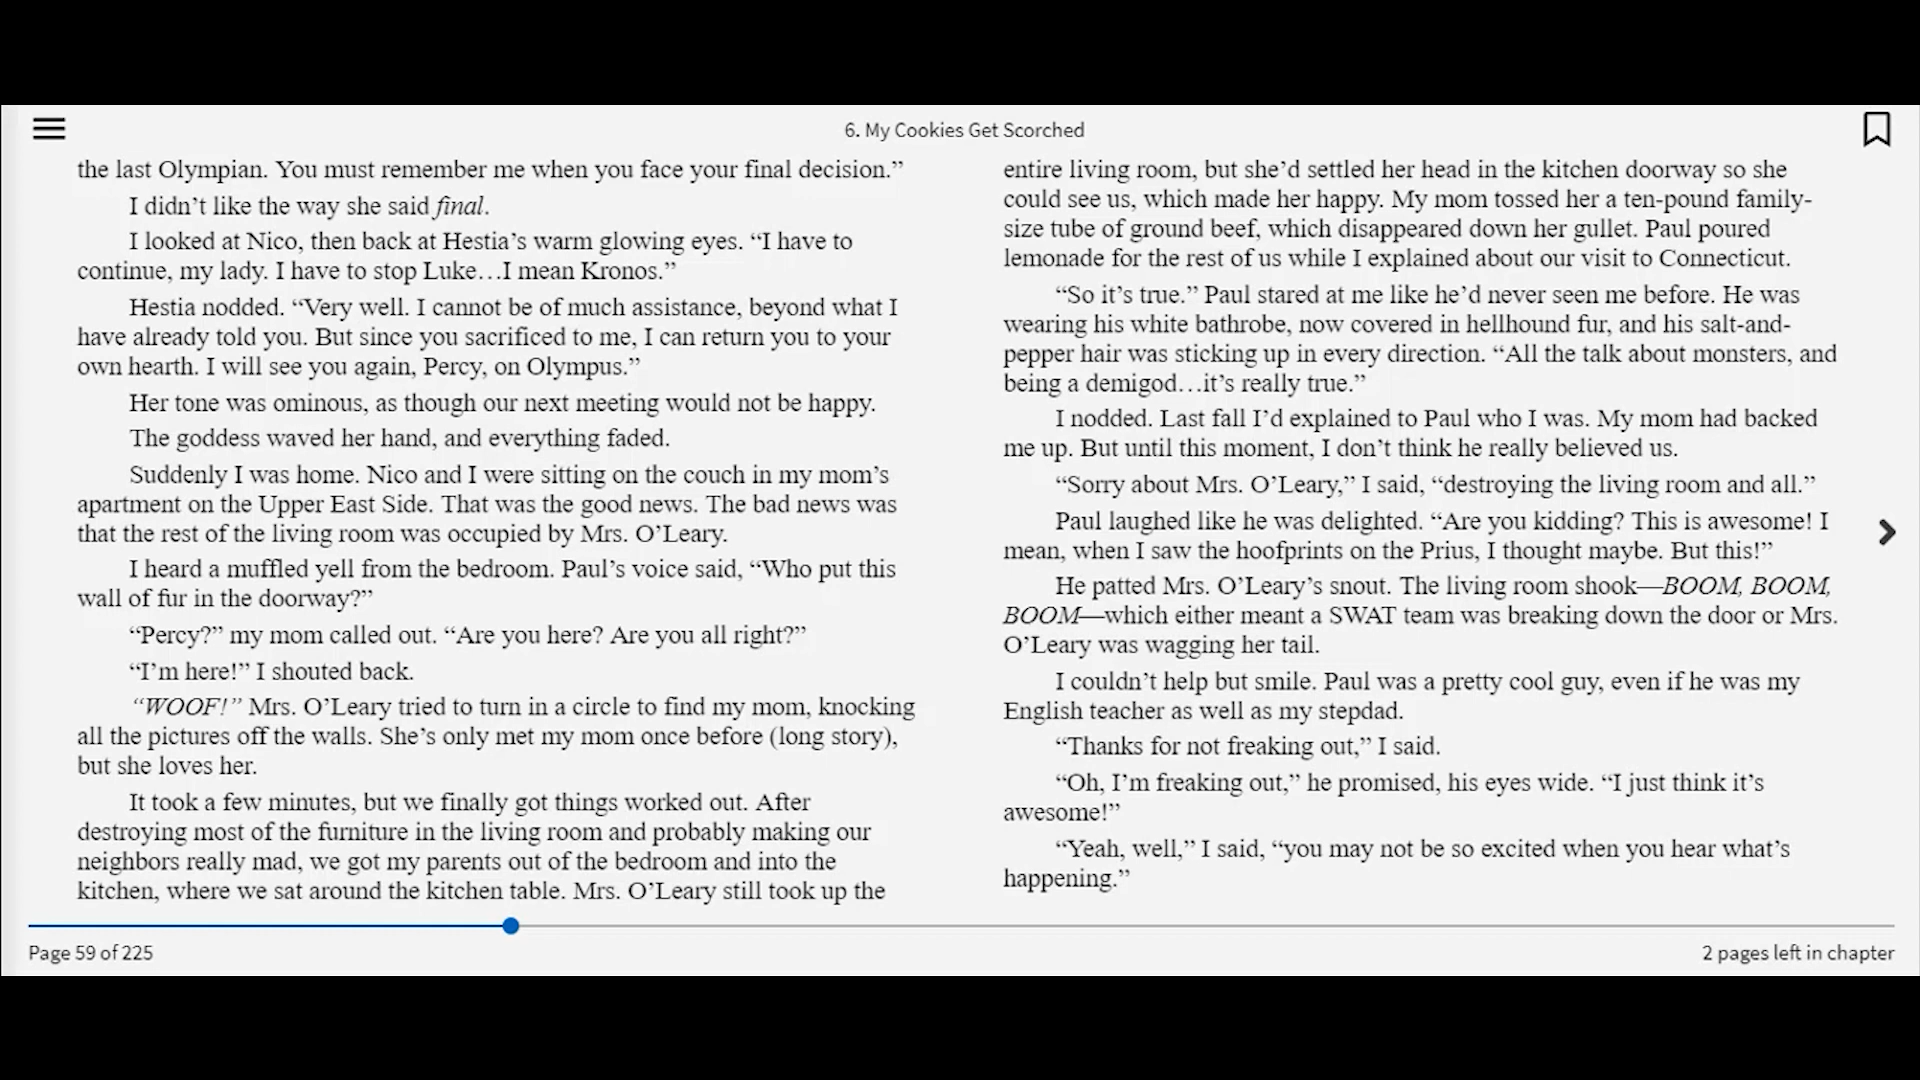 6. My Cookies Get Scorched
the last Olympian. You must remember me when you face your final decision.”
I didn’t like the way she said final.
I looked at Nico, then back at Hestia’s warm glowing eyes. “I have to
continue, my lady. I have to stop Luke…I mean Kronos.”
Hestia nodded. “Very well. I cannot be of much assistance, beyond what I
have already told you. But since you sacrificed to me, I can return you to your
own hearth. I will see you again, Percy, on Olympus.”
Her tone was ominous, as though our next meeting would not be happy.
The goddess waved her hand, and everything faded.
Suddenly I was home. Nico and I were sitting on the couch in my mom’s
apartment on the Upper East Side. That was the good news. The bad news was
that the rest of the living room was occupied by Mrs. O’Leary.
I heard a muffled yell from the bedroom. Paul’s voice said, “Who put this
wall of fur in the doorway?”
“Percy?” my mom called out. “Are you here? Are you all right?”
“I’m here!” I shouted back.
“WOOF!” Mrs. O’Leary tried to turn in a circle to find my mom, knocking
all the pictures off the walls. She’s only met my mom once before (long story),
but she loves her.
It took a few minutes, but we finally got things worked out. After
destroying most of the furniture in the living room and probably making our
neighbors really mad, we got my parents out of the bedroom and into the
kitchen, where we sat around the kitchen table. Mrs. O’Leary still took up the
entire living room, but she’d settled her head in the kitchen doorway so she
could see us, which made her happy. My mom tossed her a ten-pound family-
size tube of ground beef, which disappeared down her gullet. Paul poured
lemonade for the rest of us while I explained about our visit to Connecticut.
“So it’s true.” Paul stared at me like he’d never seen me before. He was
wearing his white bathrobe, now covered in hellhound fur, and his salt-and-
pepper hair was sticking up in every direction. “All the talk about monsters, and
being a demigod…it’s really true.”
I nodded. Last fall I’d explained to Paul who I was. My mom had backed
me up. But until this moment, I don’t think he really believed us.
“Sorry about Mrs. O’Leary,” I said, “destroying the living room and all.”
Paul laughed like he was delighted. “Are you kidding? This is awesome! I
mean, when I saw the hoofprints on the Prius, I thought maybe. But this!”
He patted Mrs. O’Leary’s snout. The living room shook—BOOM, BOOM,
BOOM—which either meant a SWAT team was breaking down the door or Mrs.
O’Leary was wagging her tail.
I couldn’t help but smile. Paul was a pretty cool guy, even if he was my
English teacher as well as my stepdad.
“Thanks for not freaking out,” I said.
“Oh, I’m freaking out,” he promised, his eyes wide. “I just think it’s
awesome!”
“Yeah, well,” I said, “you may not be so excited when you hear what’s
happening.”
Page 59 of 225
2 pages left in chapter